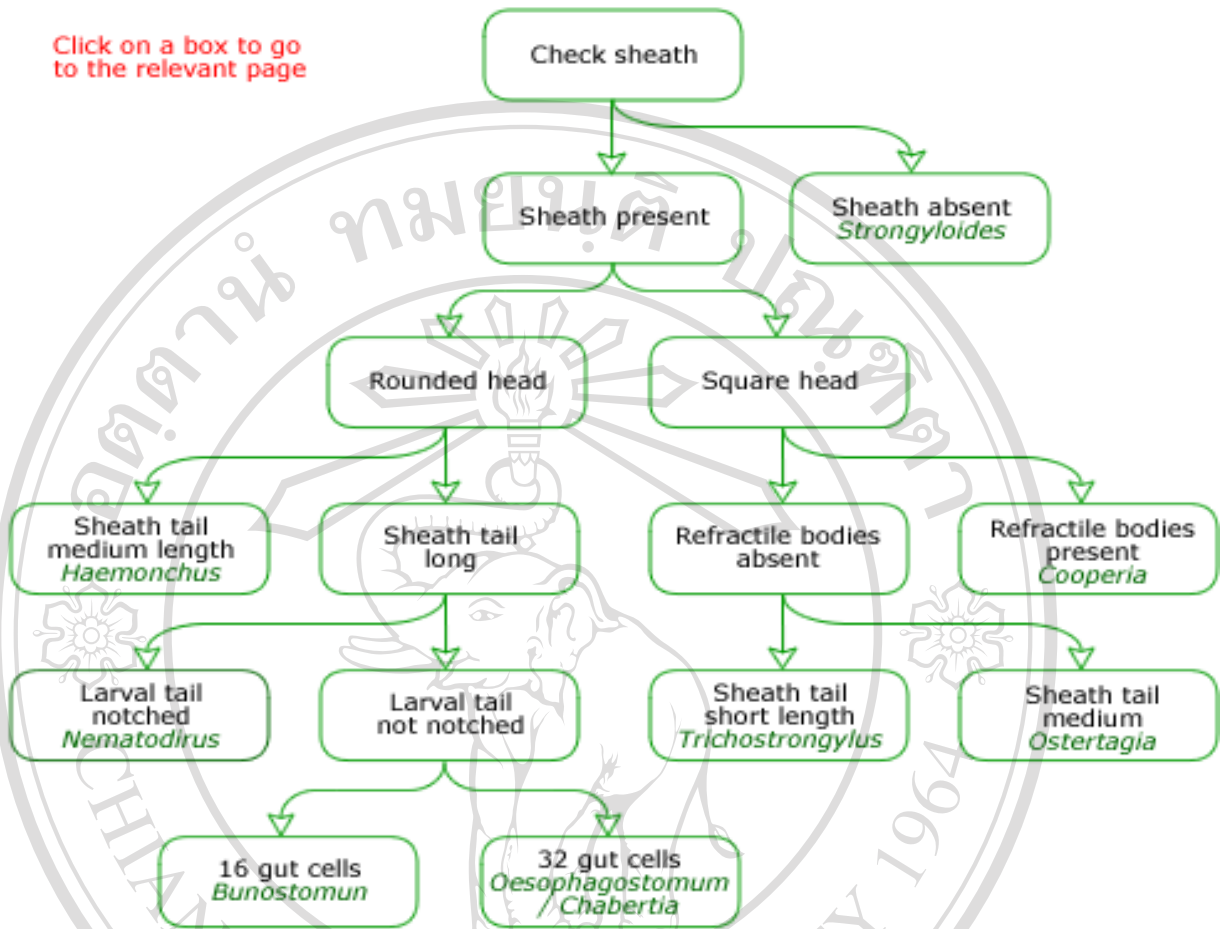 Click on a box to go
to the relevant page
Check sheath
Sheath present
Sheath absent
Strongyloides
Rounded head
Square head
Sheath tail
medium length
Haemonchus
Sheath tail
long
Refractile bodies
absent
Refractile bodies
present
Cooperia
Larval tail
notched
Nematodirus
Larval tail
not notched
Sheath tail
short length
Trichostrongylus
Sheath tail
medium
Ostertagia
16 gut cells
Bunostomun
32 gut cells
Oesophagostomum
/ Chabertia
1964